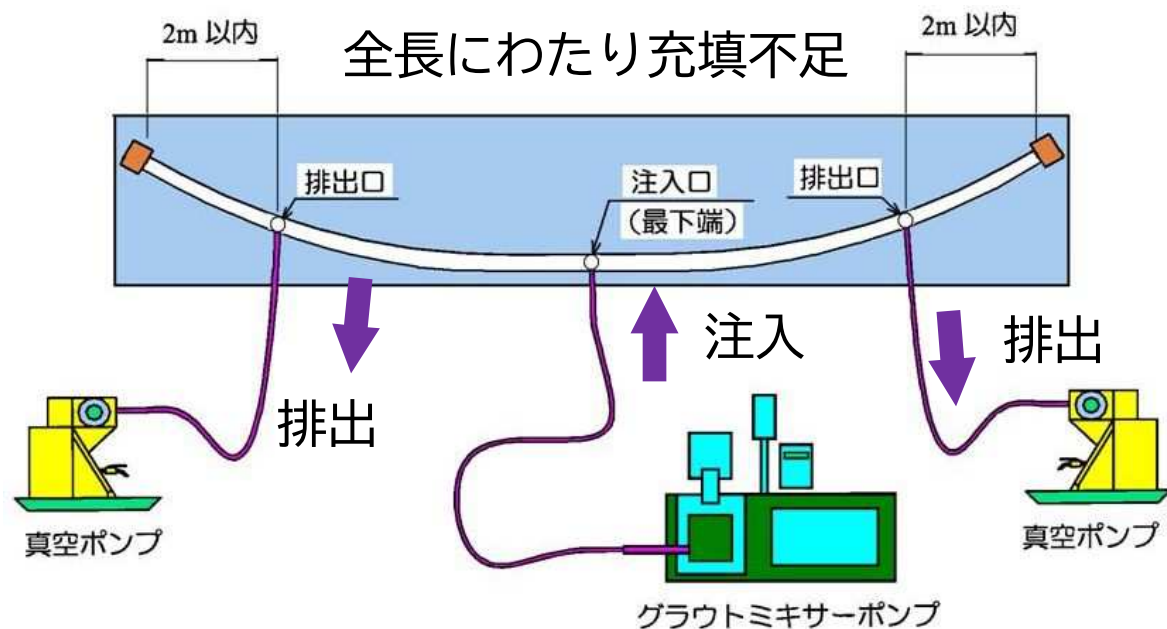 2m 以内
全長にわたり充填不足
2m 以内
排出口
注入口
(最下端)
排出口
排出
注入
排出
真空ポンプ
グラウトミキサーポンプ
真空ポンプ